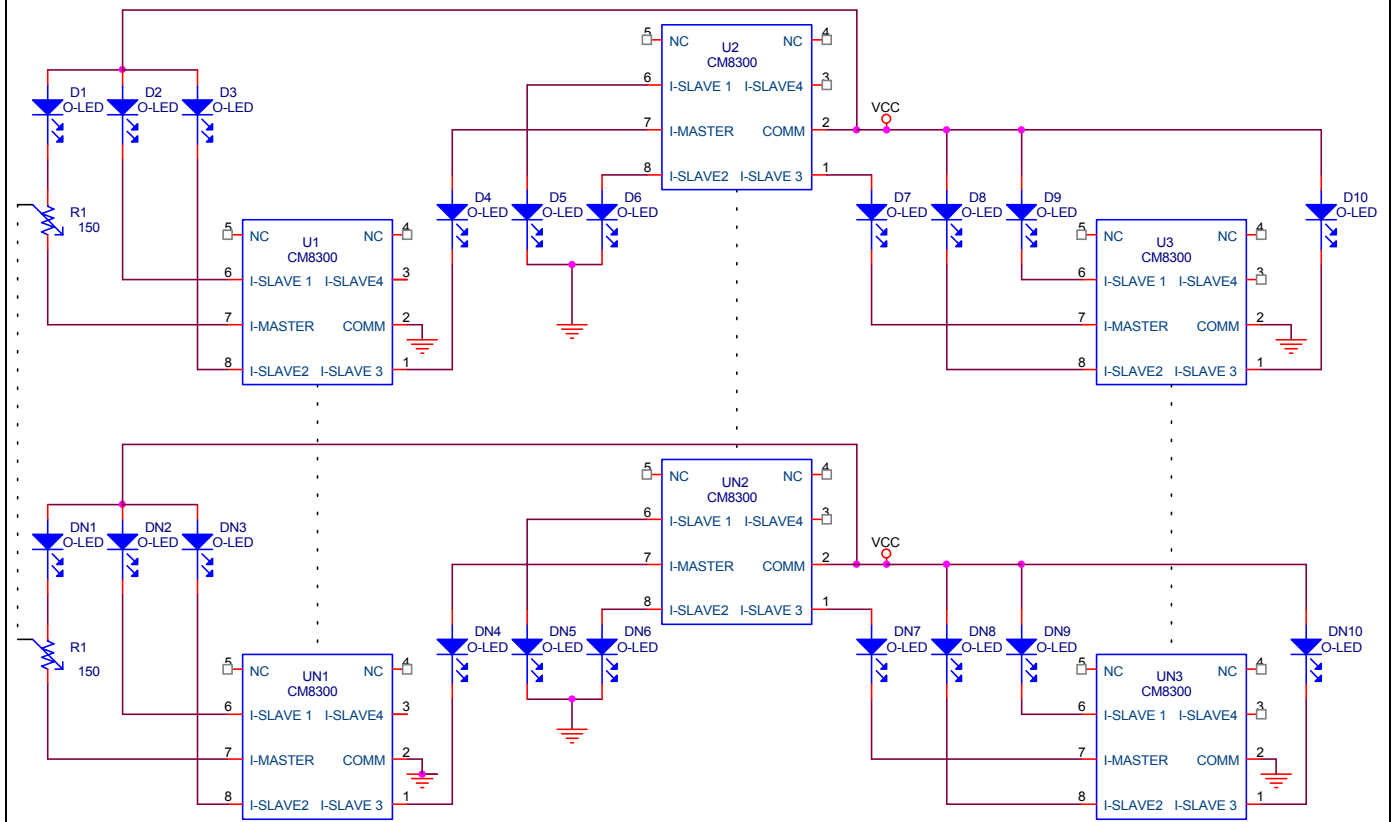 5 NC NC 4
U2
CM8300
6 I-SLAVE 1 I-SLAVE4 3
7 I-MASTER COMM 2
8 I-SLAVE2 I-SLAVE 3 1
VCC
D1 O-LED
D2 O-LED
D3 O-LED
R1
150
D4 O-LED
D5 O-LED
D6 O-LED
D7 O-LED
D8 O-LED
D9 O-LED
D10 O-LED
5 NC NC 4
U1
CM8300
6 I-SLAVE 1 I-SLAVE4 3
7 I-MASTER COMM 2
8 I-SLAVE2 I-SLAVE 3 1
5 NC NC 4
U3
CM8300
6 I-SLAVE 1 I-SLAVE4 3
7 I-MASTER COMM 2
8 I-SLAVE2 I-SLAVE 3 1
5 NC NC 4
UN2
CM8300
6 I-SLAVE 1 I-SLAVE4 3
7 I-MASTER COMM 2
8 I-SLAVE2 I-SLAVE 3 1
VCC
DN1 O-LED
DN2 O-LED
DN3 O-LED
R1
150
DN4 O-LED
DN5 O-LED
DN6 O-LED
DN7 O-LED
DN8 O-LED
DN9 O-LED
DN10 O-LED
5 NC NC 4
UN1
CM8300
6 I-SLAVE 1 I-SLAVE4 3
7 I-MASTER COMM 2
8 I-SLAVE2 I-SLAVE 3 1
5 NC NC 4
UN3
CM8300
6 I-SLAVE 1 I-SLAVE4 3
7 I-MASTER COMM 2
8 I-SLAVE2 I-SLAVE 3 1